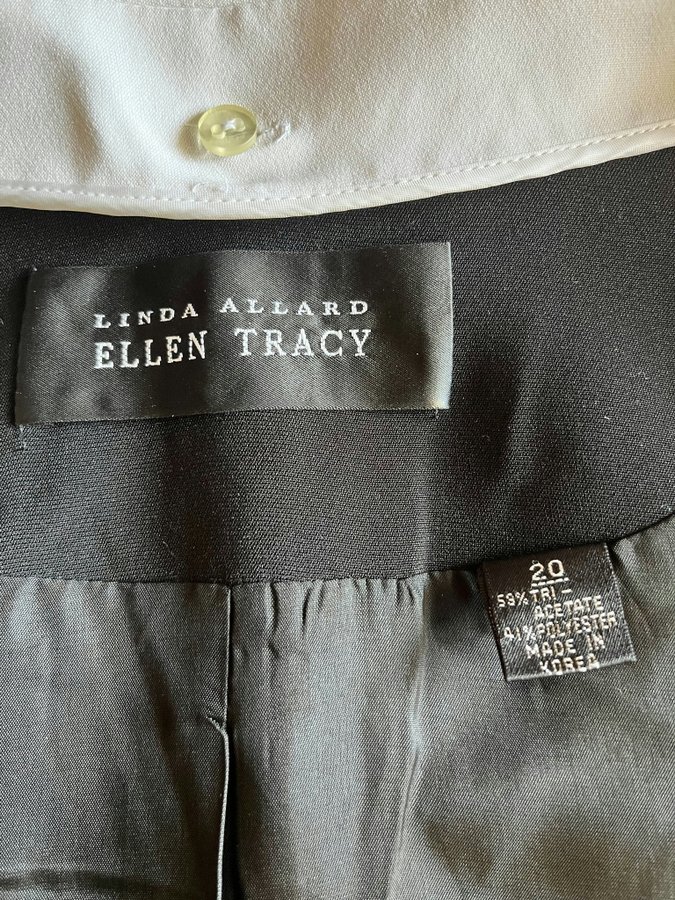 LINDA ALLARD
ELLEN TRACY
20
59% TRI-
ACETATE
41% POLYESTER
MADE IN
KOREA